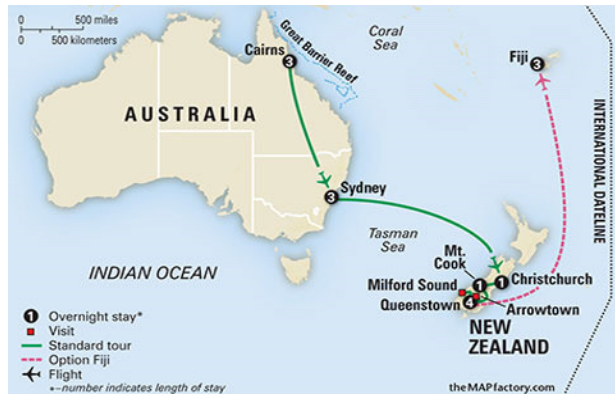 0 500 miles
0 500 kilometers
Coral
Sea
Great Barrier Reef
Cairns
3
Fiji
3
AUSTRALIA
INTERNATIONAL DATELINE
Sydney
3
Tasman
Sea
Mt.
Cook
1
Christchurch
1
Milford Sound
Queenstown
4
Arrowtown
NEW
ZEALAND
INDIAN OCEAN
1 Overnight stay*
Visit
Standard tour
Option Fiji
Flight
*–number indicates length of stay
theMAPfactory.com